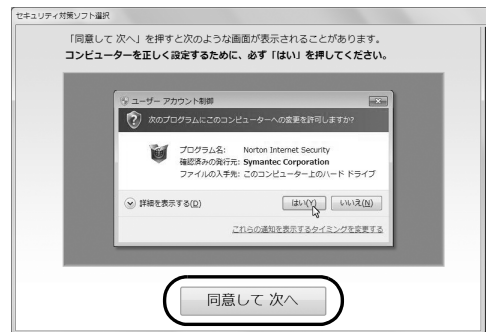 セキュリティ対策ソフト選択
「同意して 次へ」を押すと次のような画面が表示されることがあります。
コンピューターを正しく設定するために、必ず「はい」を押してください。
ユーザー アカウント制御
次のプログラムにこのコンピューターへの変更を許可しますか?
プログラム名: Norton Internet Security
確認済みの発行元: Symantec Corporation
ファイルの入手先: このコンピューター上のハード ドライブ
詳細を表示する(D) はい(Y) いいえ(N)
これらの通知を表示するタイミングを変更する
同意して 次へ